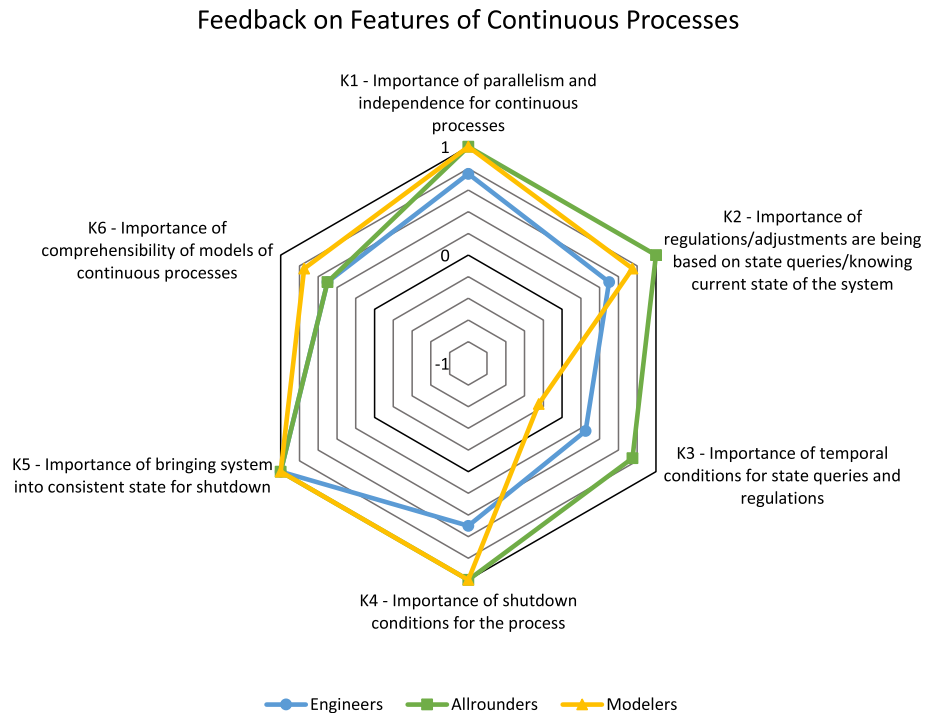 Feedback on Features of Continuous Processes
K1 - Importance of parallelism and
independence for continuous
processes
1
K2 - Importance of
regulations/adjustments are being
based on state queries/knowing
current state of the system
K6 - Importance of
comprehensibility of models of
continuous processes
0
-1
K3 - Importance of temporal
conditions for state queries and
regulations
K5 - Importance of bringing system
into consistent state for shutdown
K4 - Importance of shutdown
conditions for the process
Engineers
Allrounders
Modelers